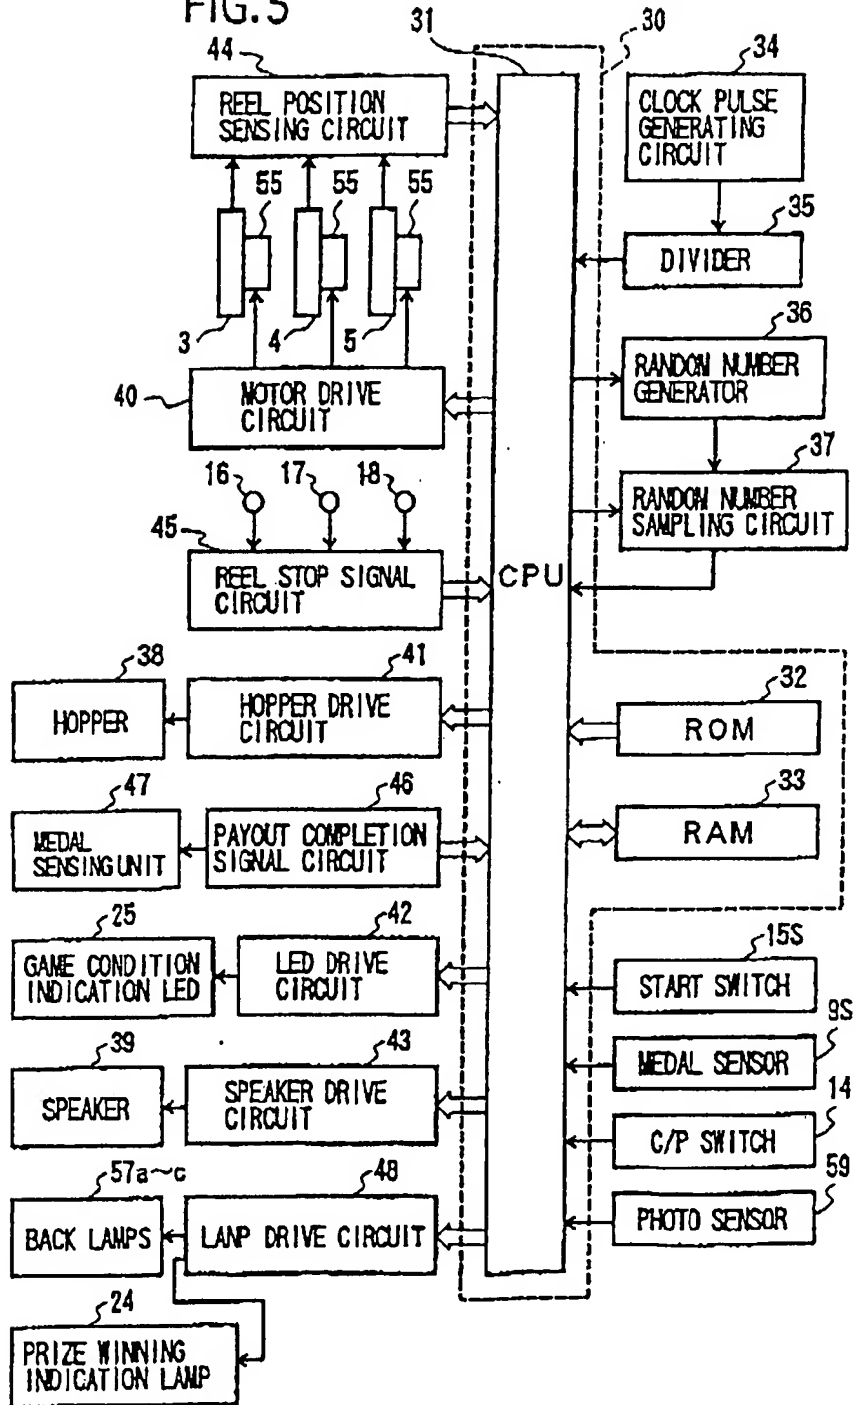 FIG.5
31
30
44
34
REEL POSITION
SENSING CIRCUIT
CLOCK PULSE
GENERATING
CIRCUIT
55
55
55
35
DIVIDER
3
4
5
36
RANDOM NUMBER
GENERATOR
40
MOTOR DRIVE
CIRCUIT
37
16
17
18
RANDOM NUMBER
SAMPLING CIRCUIT
45
REEL STOP SIGNAL
CIRCUIT
CPU
38
41
32
HOPPER
HOPPER DRIVE
CIRCUIT
ROM
47
46
33
MEDAL
SENSING UNIT
PAYOUT COMPLETION
SIGNAL CIRCUIT
RAM
25
42
15S
GAME CONDITION
INDICATION LED
LED DRIVE
CIRCUIT
START SWITCH
9S
39
43
MEDAL SENSOR
SPEAKER
SPEAKER DRIVE
CIRCUIT
14
C/P SWITCH
57a~c
48
59
BACK LAMPS
LANP DRIVE CIRCUIT
PHOTO SENSOR
24
PRIZE WINNING
INDICATION LAMP